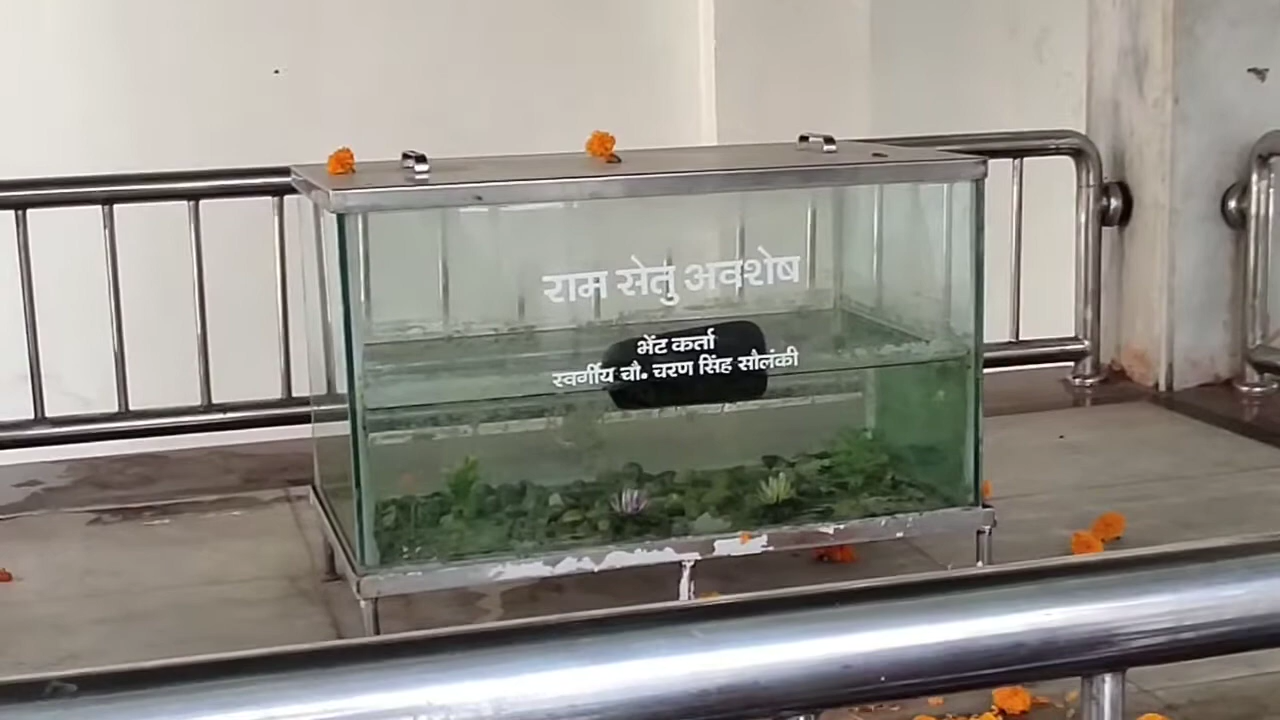 राम सेतु अवशेष
भेंट कर्ता
स्वर्गीय चौ. चरण सिंह सौलंकी